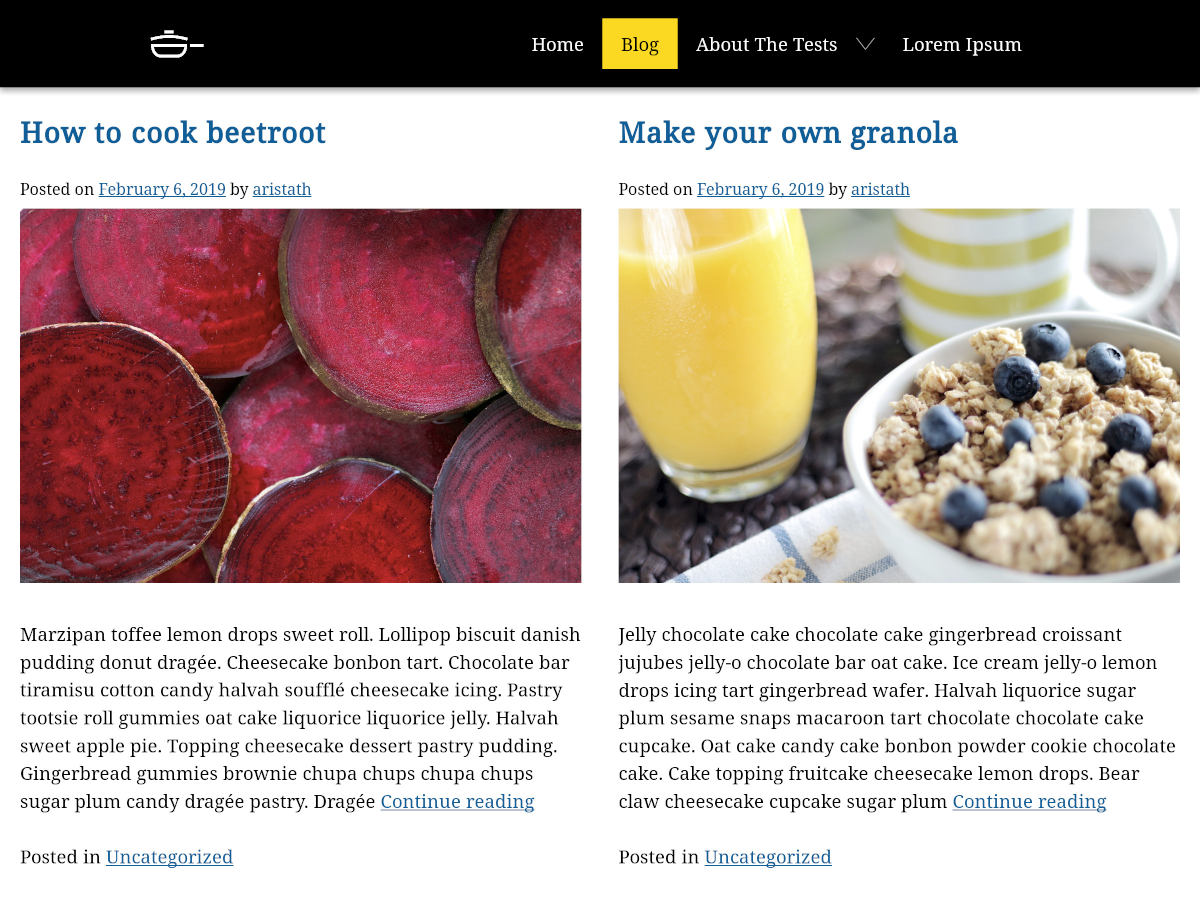 Home Blog About The Tests Lorem Ipsum
How to cook beetroot
Posted on February 6, 2019 by aristath
Marzipan toffee lemon drops sweet roll. Lollipop biscuit danish
pudding donut dragée. Cheesecake bonbon tart. Chocolate bar
tiramisu cotton candy halvah soufflé cheesecake icing. Pastry
tootsie roll gummies oat cake liquorice liquorice jelly. Halvah
sweet apple pie. Topping cheesecake dessert pastry pudding.
Gingerbread gummies brownie chupa chups chupa chups
sugar plum candy dragée pastry. Dragée Continue reading
Posted in Uncategorized
Make your own granola
Posted on February 6, 2019 by aristath
Jelly chocolate cake chocolate cake gingerbread croissant
jujubes jelly-o chocolate bar oat cake. Ice cream jelly-o lemon
drops icing tart gingerbread wafer. Halvah liquorice sugar
plum sesame snaps macaroon tart chocolate chocolate cake
cupcake. Oat cake candy cake bonbon powder cookie chocolate
cake. Cake topping fruitcake cheesecake lemon drops. Bear
claw cheesecake cupcake sugar plum Continue reading
Posted in Uncategorized